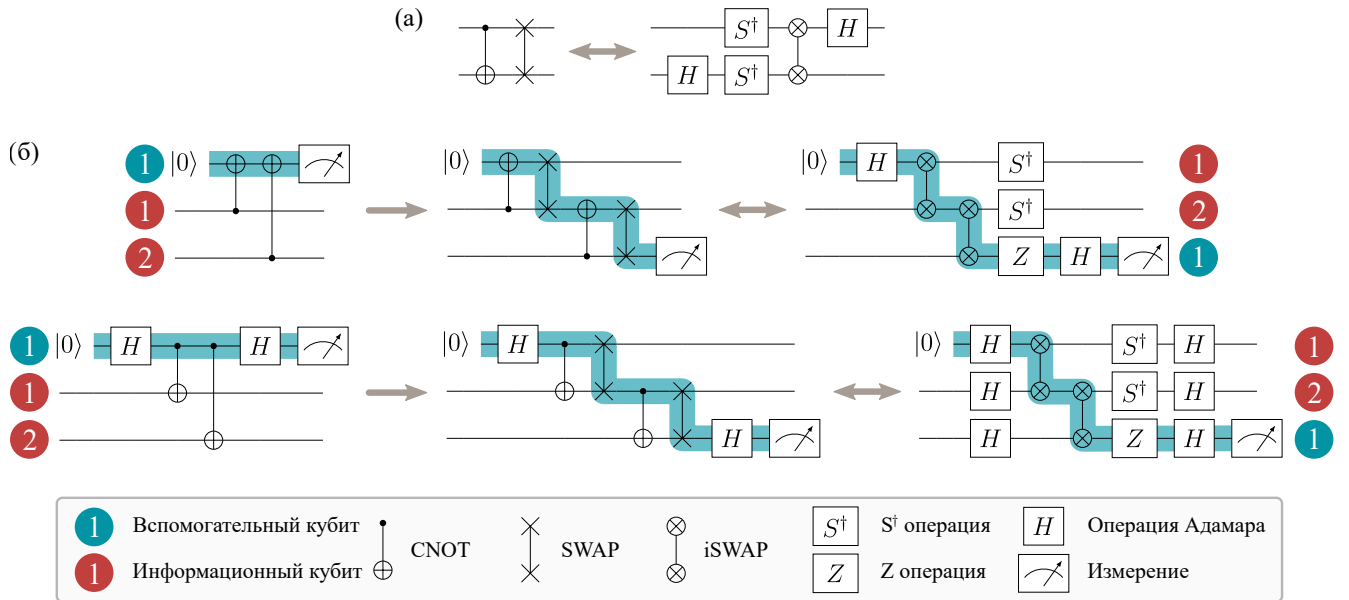 (а)
S† H
H S†
(б)
1 |0⟩ |0⟩ |0⟩ H S† 1
1 S† 2
2 Z H 1
1 |0⟩ H H |0⟩ H |0⟩ H S† H 1
1 H S† H 2
2 H H Z H 1
1 Вспомогательный кубит CNOT SWAP iSWAP S† S† операция H Операция Адамара
1 Информационный кубит Z Z операция Измерение